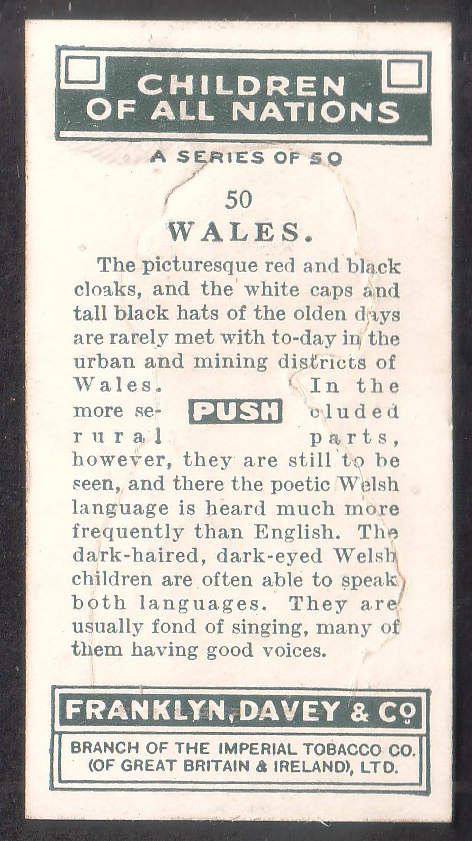 CHILDREN
OF ALL NATIONS
A SERIES OF 50
50
WALES.
The picturesque red and black
cloaks, and the white caps and
tall black hats of the olden days
are rarely met with to-day in the
urban and mining districts of
Wales. In the
more se- PUSH cluded
rural parts,
however, they are still to be
seen, and there the poetic Welsh
language is heard much more
frequently than English. The
dark-haired, dark-eyed Welsh
children are often able to speak
both languages. They are
usually fond of singing, many of
them having good voices.
FRANKLYN, DAVEY & Co
BRANCH OF THE IMPERIAL TOBACCO CO.
(OF GREAT BRITAIN & IRELAND), LTD.